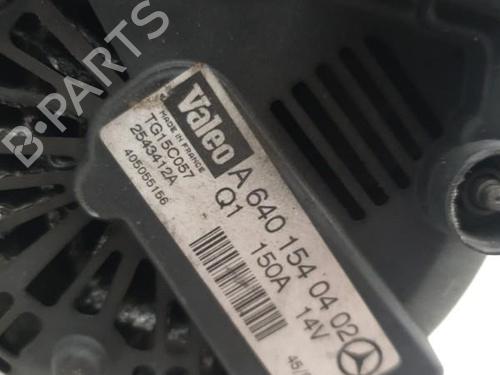 B-PARTS
Valeo
MADE IN FRANCE
A 640 154 04 02
TG15C057
Q1 150A 14V
2543412A
405055156